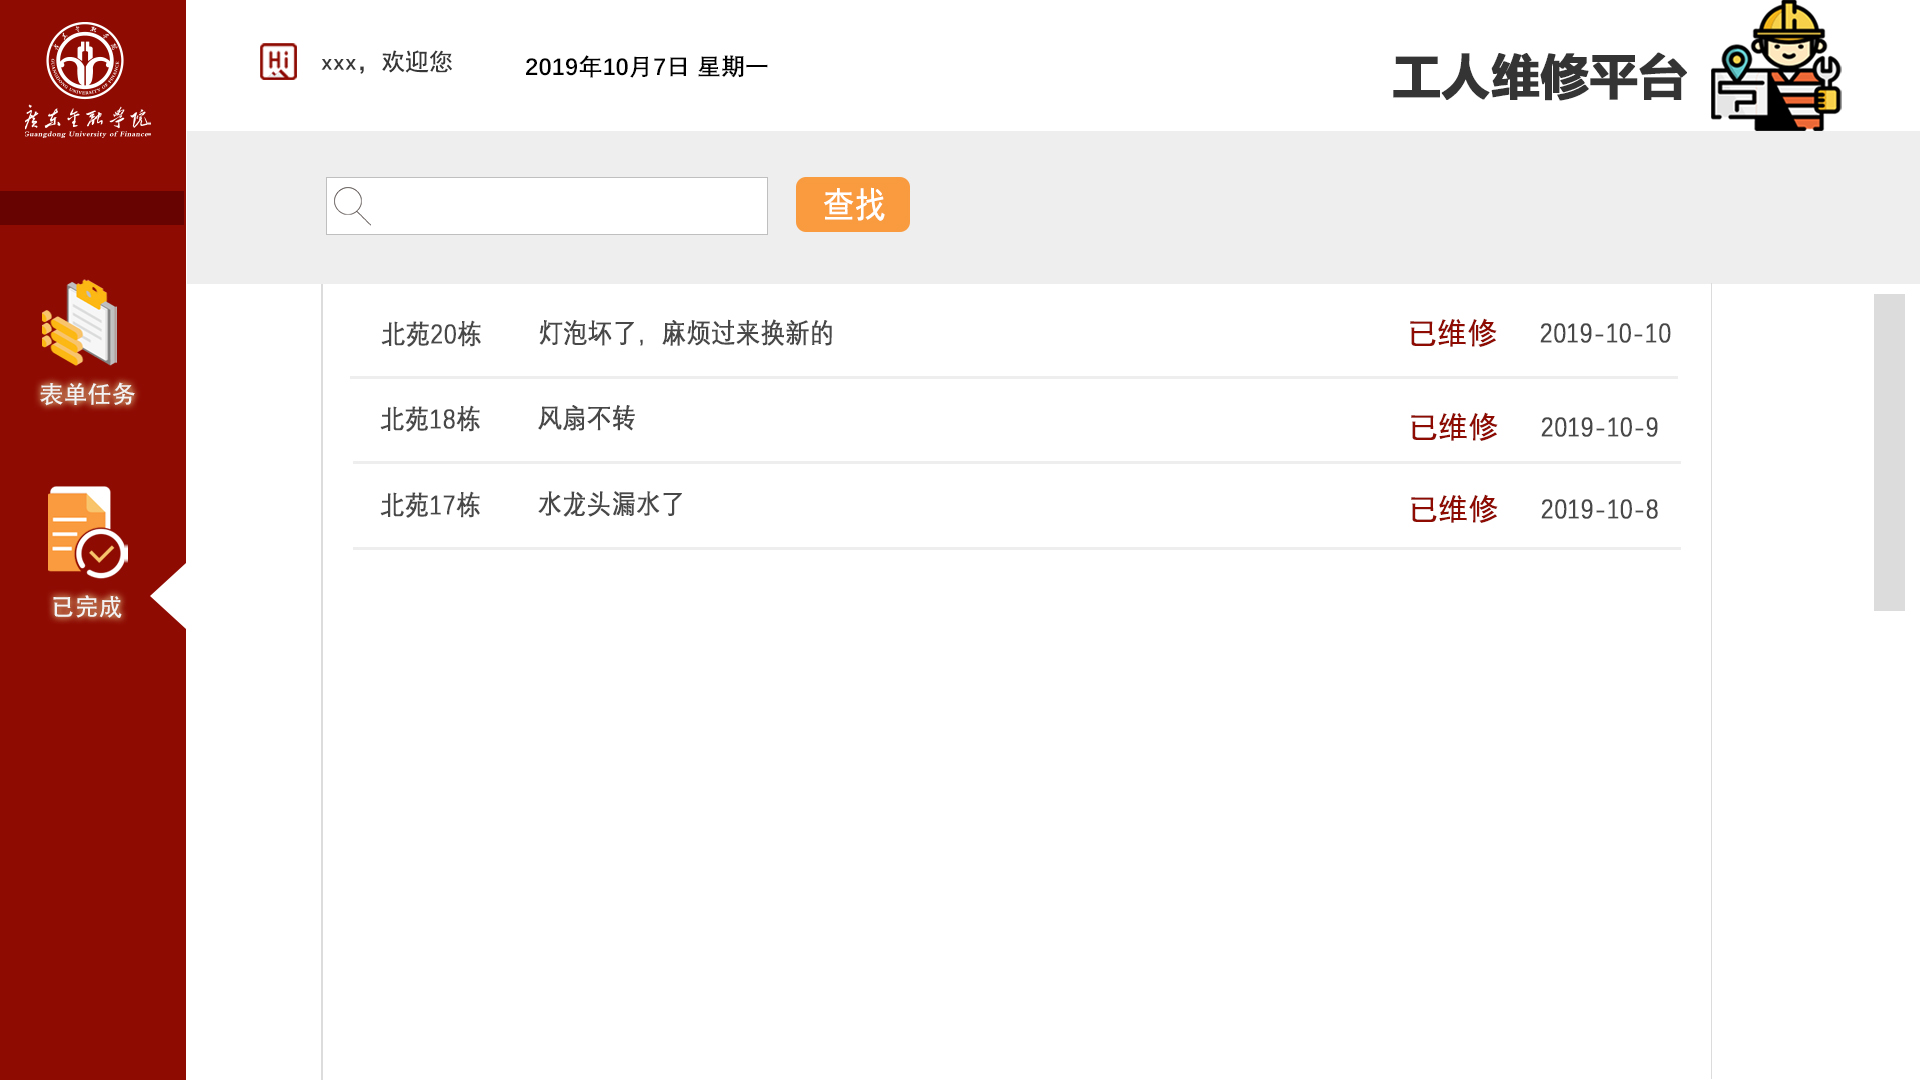 广东金融学院
Guangdong University of Finance
Hi
xxx，欢迎您
2019年10月7日 星期一
工人维修平台
查找
表单任务
已完成
北苑20栋 灯泡坏了，麻烦过来换新的 已维修 2019-10-10
北苑18栋 风扇不转 已维修 2019-10-9
北苑17栋 水龙头漏水了 已维修 2019-10-8